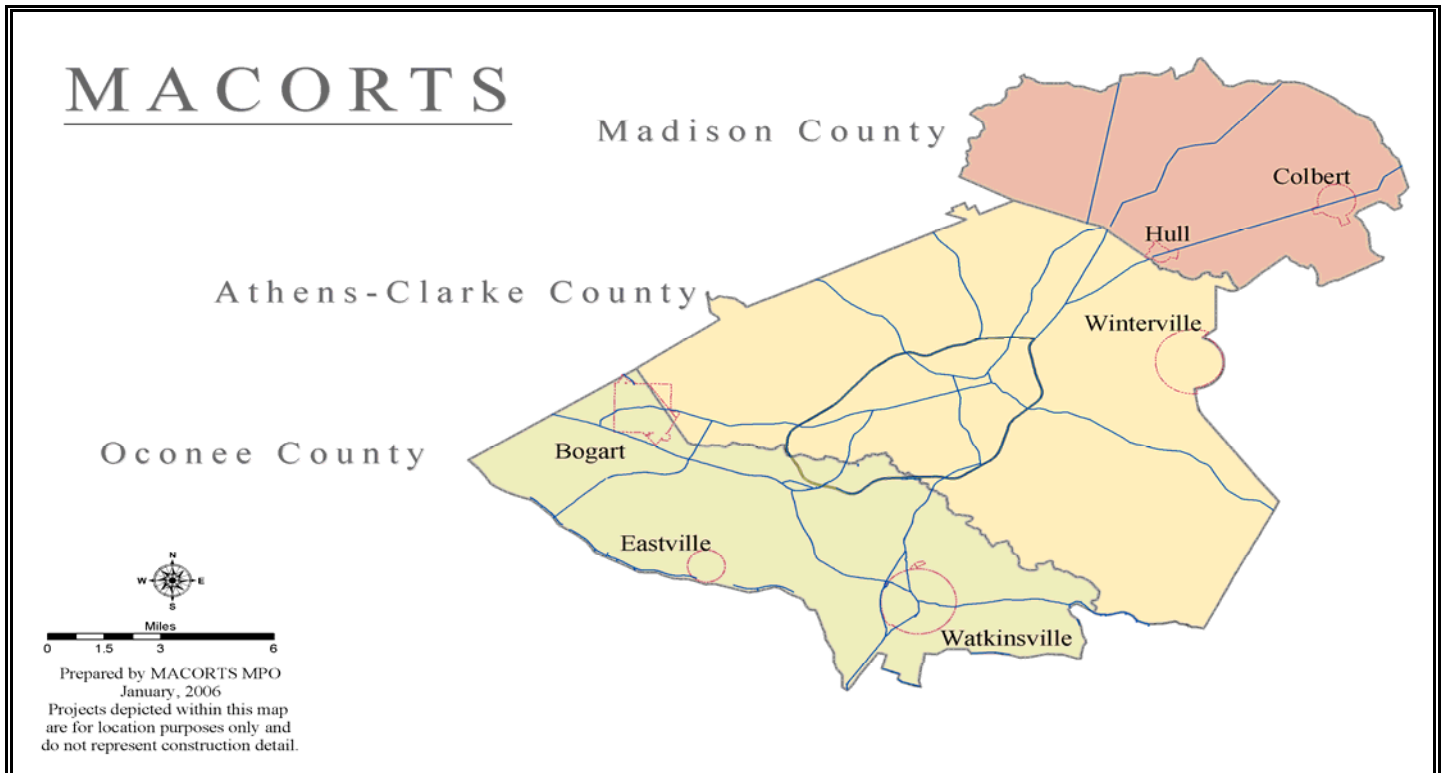 MACORTS
Madison County
Colbert
Hull
Athens-Clarke County
Winterville
Oconee County
Bogart
Eastville
Watkinsville
N
W E
S
Miles
0 1.5 3 6
Prepared by MACORTS MPO
January, 2006
Projects depicted within this map
are for location purposes only and
do not represent construction detail.